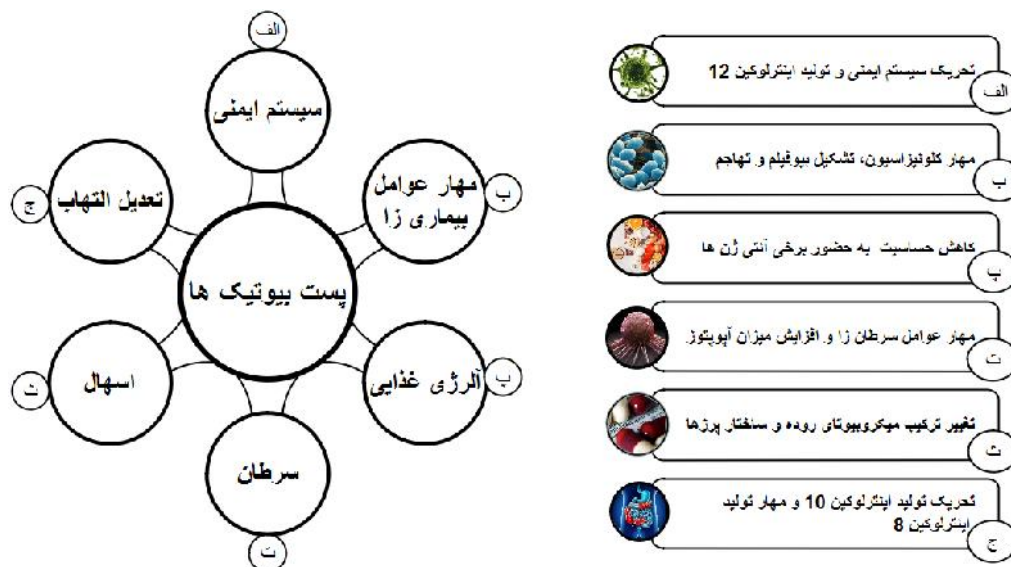 الف
سیستم ایمنی
ب
مهار عوامل
بیماری زا
پ
آلرژی غذایی
ت
سرطان
ث
اسهال
ج
تعدیل التهاب
پست بیوتیک ها
تحریک سیستم ایمنی و تولید اینترلوکین 12
الف
مهار کلونیزاسیون، تشکیل بیوفیلم و تهاجم
ب
کاهش حساسیت به حضور برخی آنتی ژن ها
پ
مهار عوامل سرطان زا و افزایش میزان آپوپتوز
ت
تغییر ترکیب میکروبیوتای روده و ساختار پرزها
ث
تحریک تولید اینترلوکین 10 و مهار تولید
اینترلوکین 8
ج